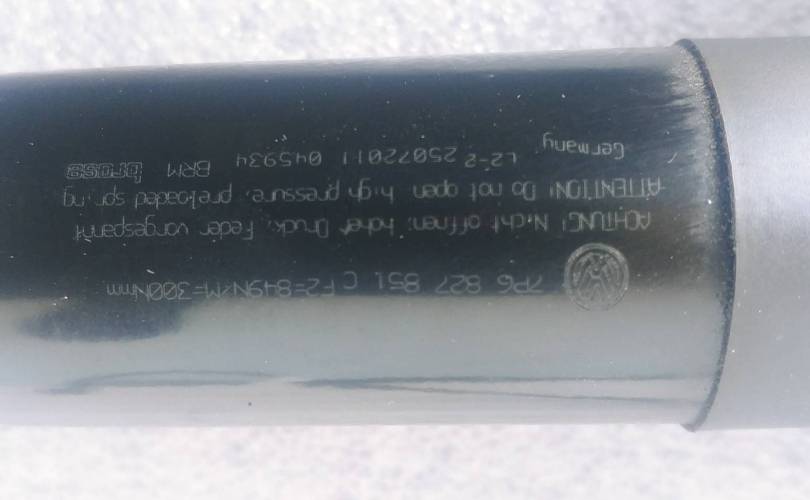 7P6 827 851 C F2=849N/M=300Nmm
ACHTUNG! Nicht öffnen; hoher Druck, Feder vorgespannt
ATTENTION! Do not open, high pressure, preloaded spring
Germany L2-2 25072011 045934 BRM brose